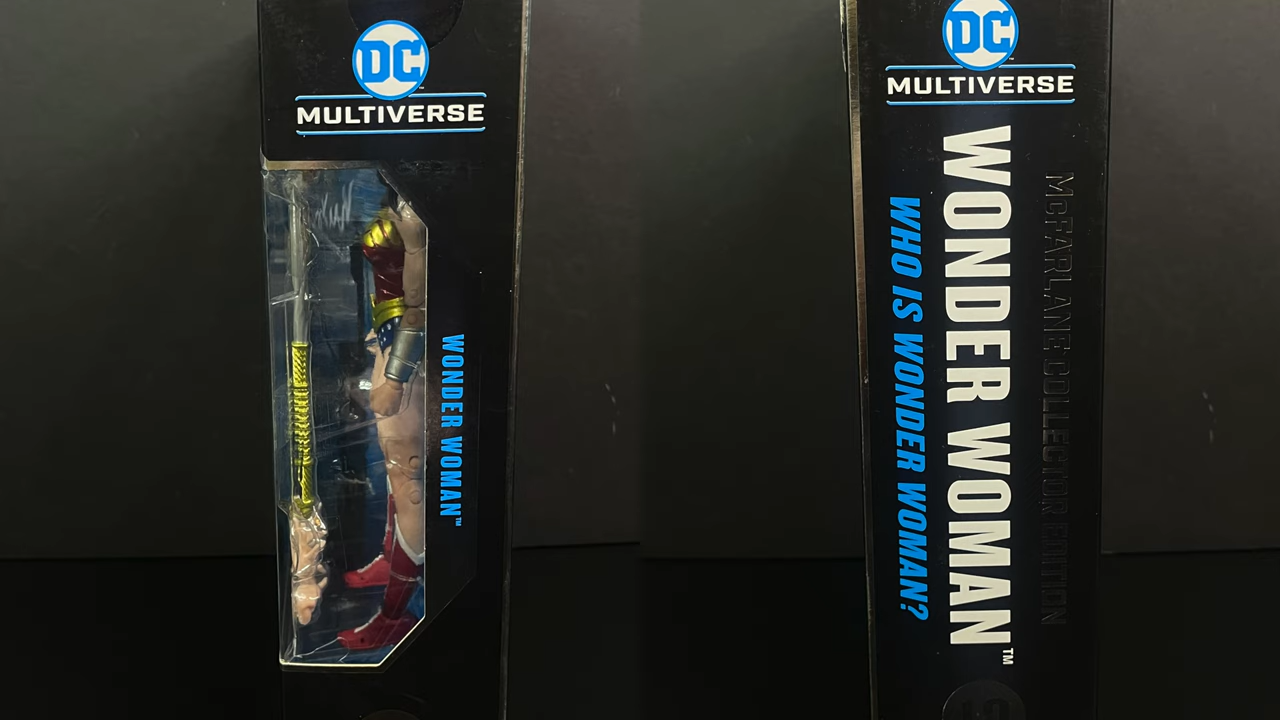 DC
MULTIVERSE
WONDER WOMAN™
DC
MULTIVERSE
McFARLANE COLLECTOR EDITION
WONDER WOMAN™
WHO IS WONDER WOMAN?